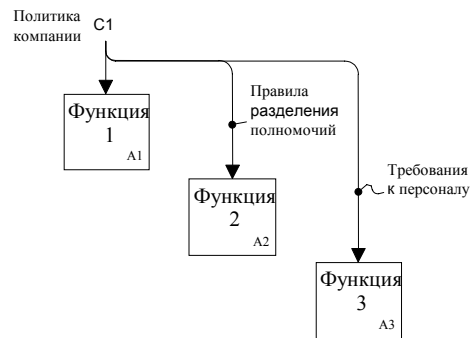 Политика
компании
C1
Функция
1
A1
Правила
разделения
полномочий
Функция
2
A2
Требования
к персоналу
Функция
3
A3